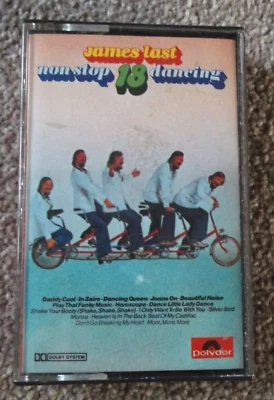 james last
non stop 18 dancing
Daddy Cool · In Zaire · Dancing Queen · Jeans On · Beautiful Noise
Play That Funky Music · Horoscope · Dance Little Lady Dance
Shake Your Booty (Shake, Shake, Shake) · I Only Want To Be With You · Silver Bird
Monza · Heaven Is In The Back Seat Of My Cadillac
Don't Go Breaking My Heart · More, More, More
DOLBY SYSTEM
polydor